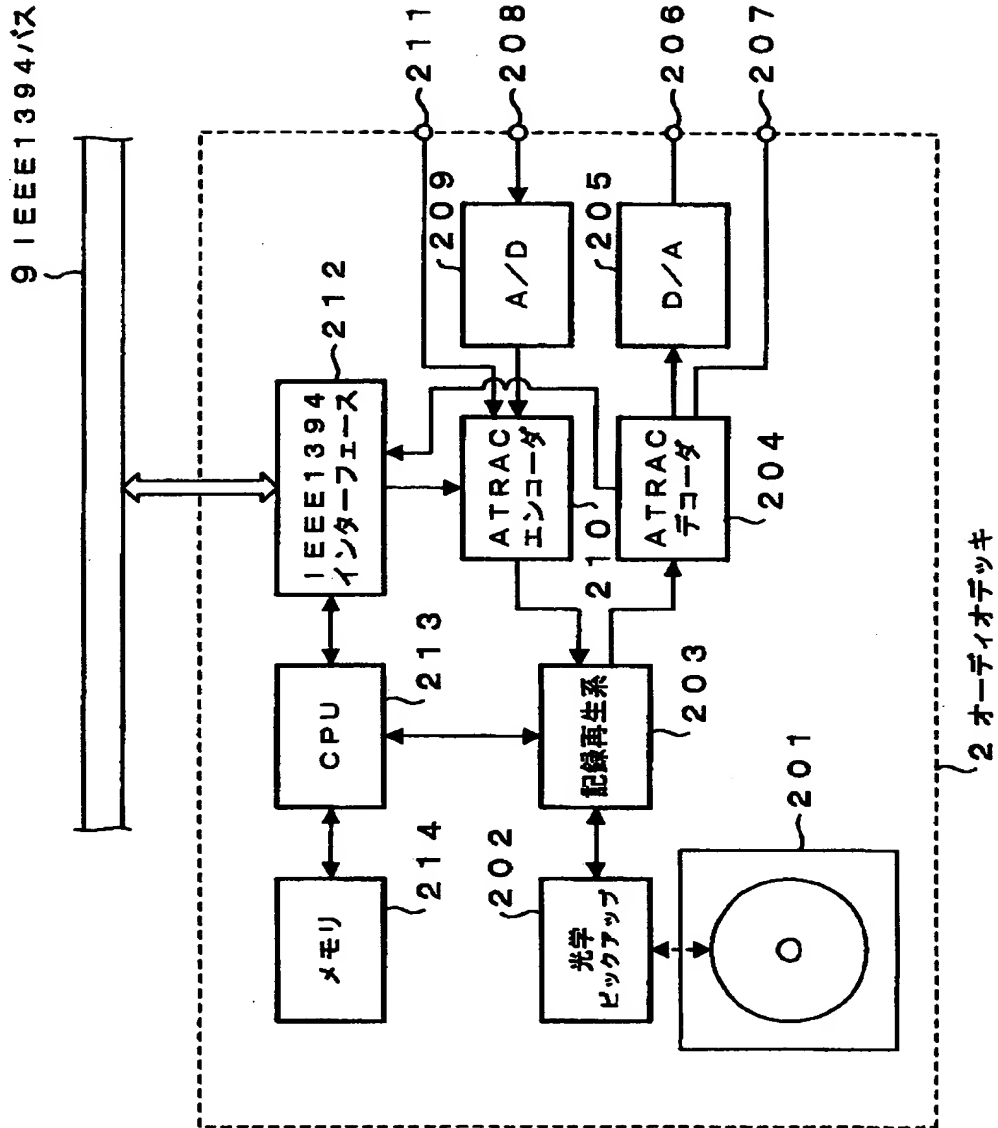 9 IEEE1394バス
212
IEEE1394
インターフェース
213
CPU
メモリ
214
211
208
206
207
209
A/D
205
D/A
ATRAC
エンコーダ
210
ATRAC
デコーダ
204
記録再生系
203
202
光学
ピックアップ
201
2 オーディオデッキ